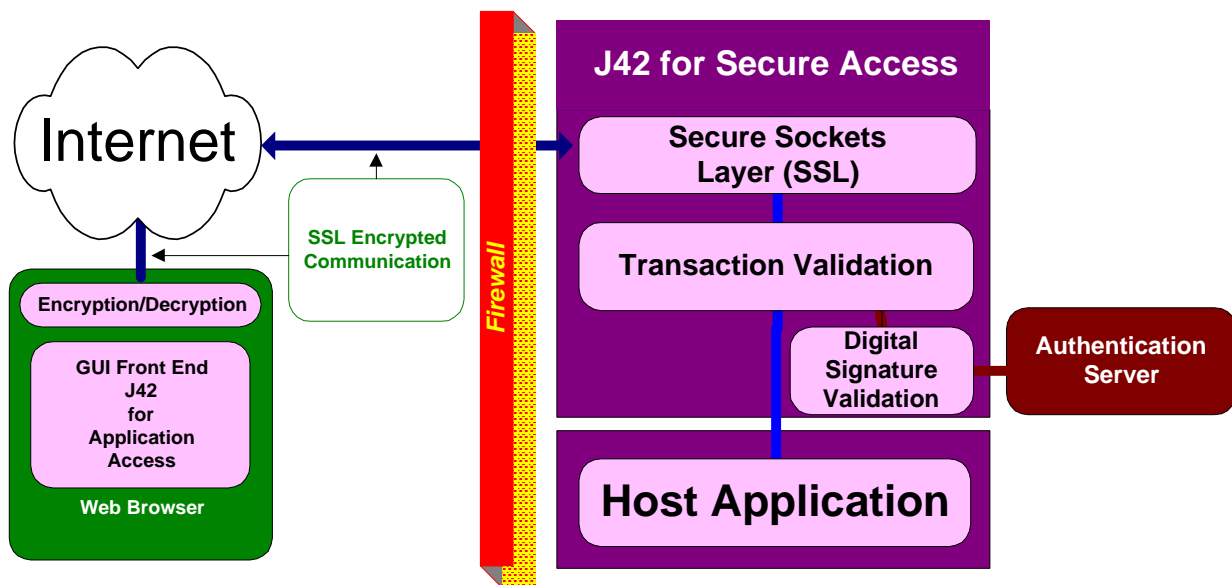 Internet
SSL Encrypted
Communication
Encryption/Decryption
GUI Front End
J42
for
Application
Access
Web Browser
Firewall
J42 for Secure Access
Secure Sockets
Layer (SSL)
Transaction Validation
Digital
Signature
Validation
Authentication
Server
Host Application